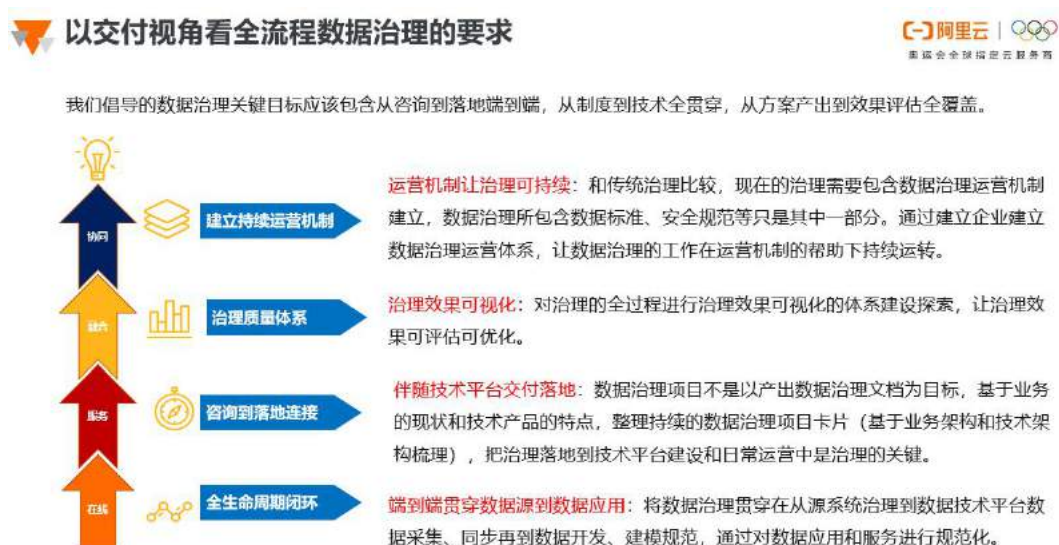 以交付视角看全流程数据治理的要求
阿里云
奥运会全球指定云服务商
我们倡导的数据治理关键目标应该包含从咨询到落地端到端，从制度到技术全贯穿，从方案产出到效果评估全覆盖。
协同
建立持续运营机制
运营机制让治理可持续：和传统治理比较，现在的治理需要包含数据治理运营机制
建立，数据治理所包含数据标准、安全规范等只是其中一部分。通过建立企业建立
数据治理运营体系，让数据治理的工作在运营机制的帮助下持续运转。
治理质量体系
治理效果可视化：对治理的全过程进行治理效果可视化的体系建设探索，让治理效
果可评估可优化。
服务
咨询到落地连接
伴随技术平台交付落地：数据治理项目不是以产出数据治理文档为目标，基于业务
的现状和技术产品的特点，整理持续的数据治理项目卡片（基于业务架构和技术架
构梳理），把治理落地到技术平台建设和日常运营中是治理的关键。
在线
全生命周期闭环
端到端贯穿数据源到数据应用：将数据治理贯穿在从源系统治理到数据技术平台数
据采集、同步再到数据开发、建模规范，通过对数据应用和服务进行规范化。